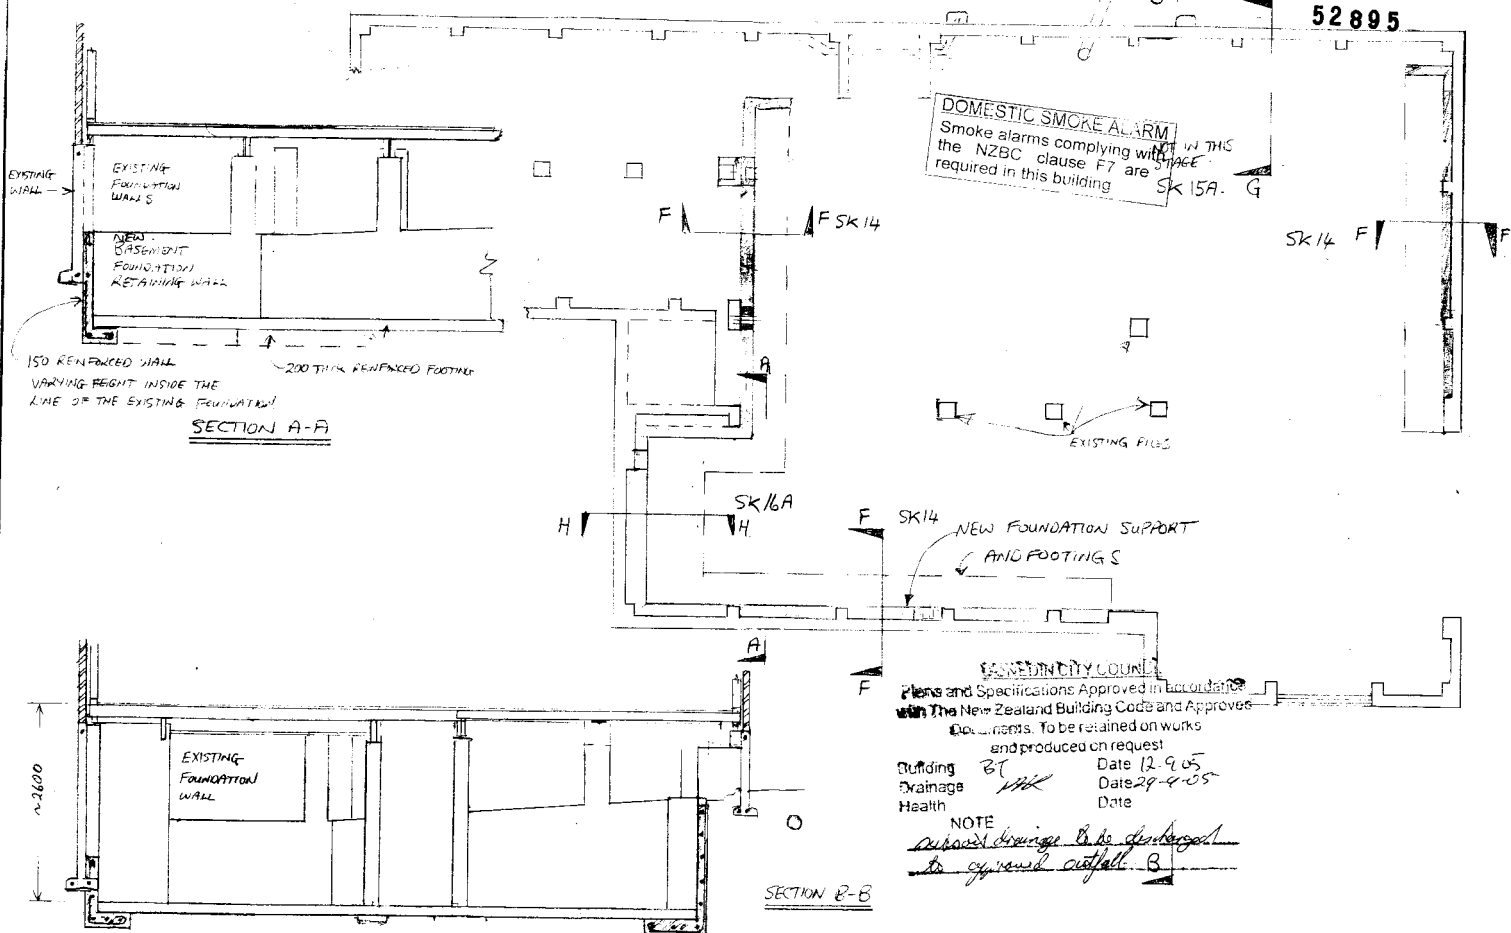 52895
DOMESTIC SMOKE ALARM
Smoke alarms complying with
the NZBC clause F7 are
required in this building
NOT IN THIS
STAGE.
SK 15A. G
EXISTING
WALL
EXISTING
FOUNDATION
WALLS
NEW
BASEMENT
FOUNDATION
RETAINING WALL
150 REINFORCED WALL
VARYING HEIGHT INSIDE THE
LINE OF THE EXISTING FOUNDATION
200 THK REINFORCED FOOTING
SECTION A-A
F
F SK 14
SK 14 F
F
A
EXISTING PILES
SK 16A
H
H
F
SK 14
NEW FOUNDATION SUPPORT
AND FOOTINGS
A
F
~2600
EXISTING
FOUNDATION
WALL
SECTION B-B
DUNEDIN CITY COUNCIL
Plans and Specifications Approved in accordance
with The New Zealand Building Code and Approved
Documents. To be retained on works
and produced on request
Building BT Date 12.9.05
Drainage Date 29-9-05
Health Date
NOTE
subsoil drainage to be discharged
to approved outfall
B